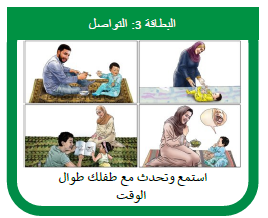 البطاقة 3: التواصل
استمع وتحدث مع طفلك طوال
الوقت